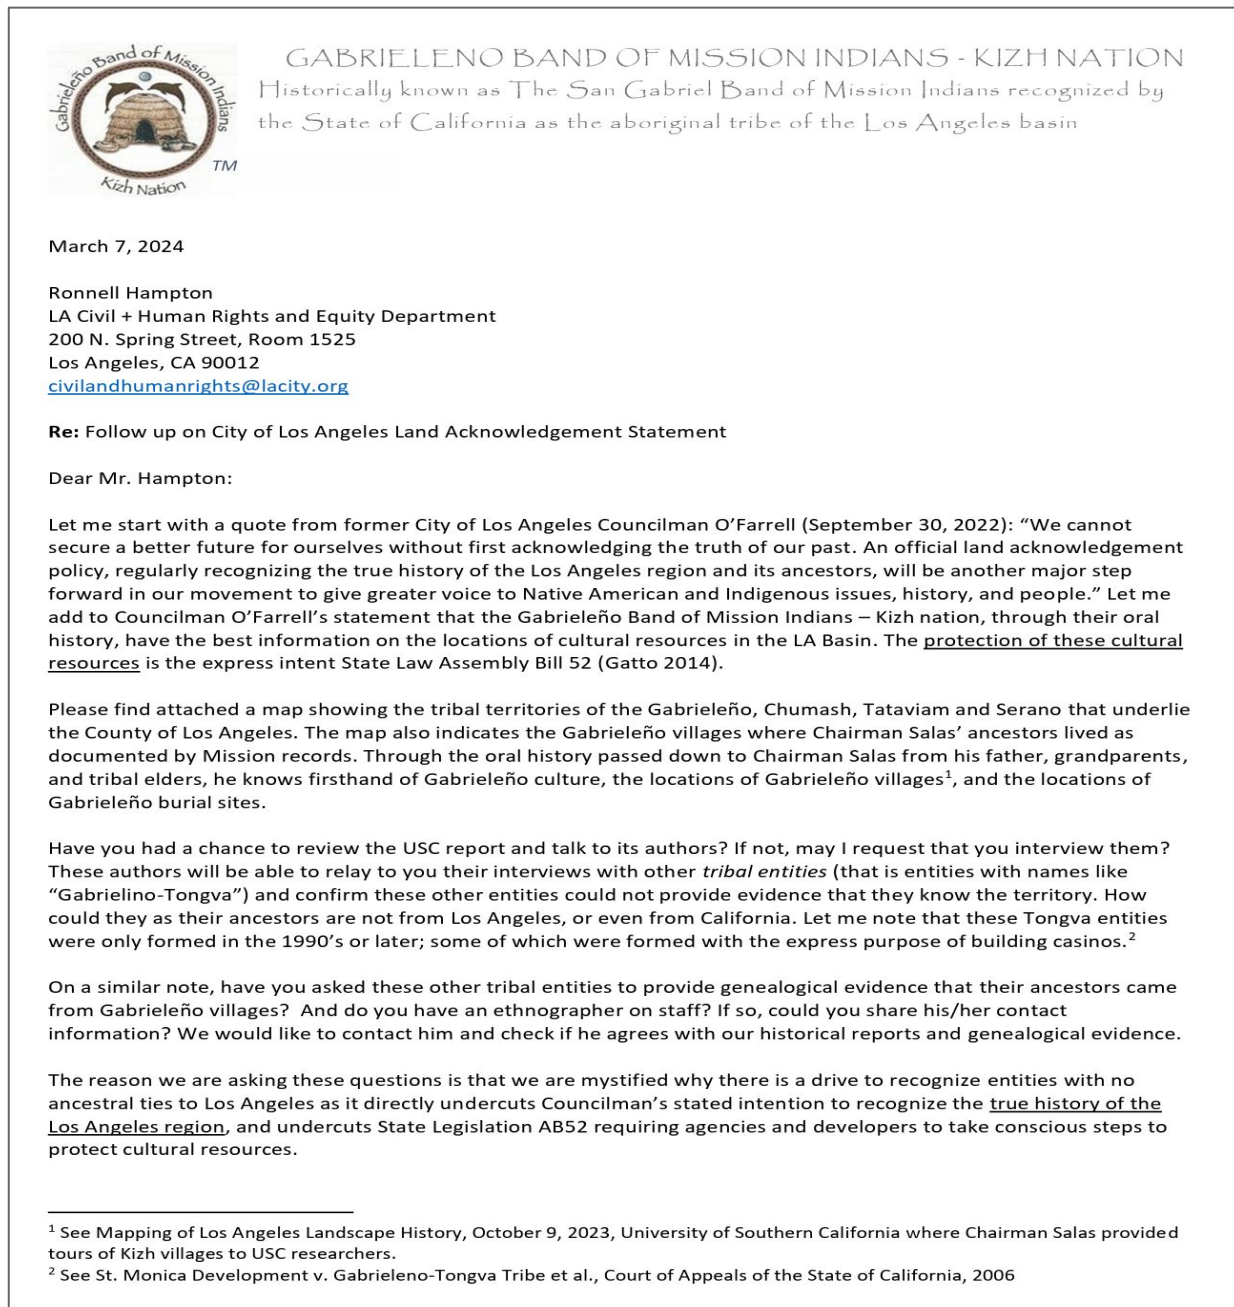 Gabrieleño Band of Mission Indians
Kizh Nation
TM
GABRIELENO BAND OF MISSION INDIANS - KIZH NATION
Historically known as The San Gabriel Band of Mission Indians recognized by
the State of California as the aboriginal tribe of the Los Angeles basin
March 7, 2024
Ronnell Hampton
LA Civil + Human Rights and Equity Department
200 N. Spring Street, Room 1525
Los Angeles, CA 90012
civilandhumanrights@lacity.org
Re: Follow up on City of Los Angeles Land Acknowledgement Statement
Dear Mr. Hampton:
Let me start with a quote from former City of Los Angeles Councilman O’Farrell (September 30, 2022): “We cannot
secure a better future for ourselves without first acknowledging the truth of our past. An official land acknowledgement
policy, regularly recognizing the true history of the Los Angeles region and its ancestors, will be another major step
forward in our movement to give greater voice to Native American and Indigenous issues, history, and people.” Let me
add to Councilman O’Farrell’s statement that the Gabrieleño Band of Mission Indians – Kizh nation, through their oral
history, have the best information on the locations of cultural resources in the LA Basin. The protection of these cultural
resources is the express intent State Law Assembly Bill 52 (Gatto 2014).
Please find attached a map showing the tribal territories of the Gabrieleño, Chumash, Tataviam and Serano that underlie
the County of Los Angeles. The map also indicates the Gabrieleño villages where Chairman Salas’ ancestors lived as
documented by Mission records. Through the oral history passed down to Chairman Salas from his father, grandparents,
and tribal elders, he knows firsthand of Gabrieleño culture, the locations of Gabrieleño villages¹, and the locations of
Gabrieleño burial sites.
Have you had a chance to review the USC report and talk to its authors? If not, may I request that you interview them?
These authors will be able to relay to you their interviews with other tribal entities (that is entities with names like
“Gabrielino-Tongva”) and confirm these other entities could not provide evidence that they know the territory. How
could they as their ancestors are not from Los Angeles, or even from California. Let me note that these Tongva entities
were only formed in the 1990’s or later; some of which were formed with the express purpose of building casinos.²
On a similar note, have you asked these other tribal entities to provide genealogical evidence that their ancestors came
from Gabrieleño villages? And do you have an ethnographer on staff? If so, could you share his/her contact
information? We would like to contact him and check if he agrees with our historical reports and genealogical evidence.
The reason we are asking these questions is that we are mystified why there is a drive to recognize entities with no
ancestral ties to Los Angeles as it directly undercuts Councilman’s stated intention to recognize the true history of the
Los Angeles region, and undercuts State Legislation AB52 requiring agencies and developers to take conscious steps to
protect cultural resources.
¹ See Mapping of Los Angeles Landscape History, October 9, 2023, University of Southern California where Chairman Salas provided
tours of Kizh villages to USC researchers.
² See St. Monica Development v. Gabrieleno-Tongva Tribe et al., Court of Appeals of the State of California, 2006